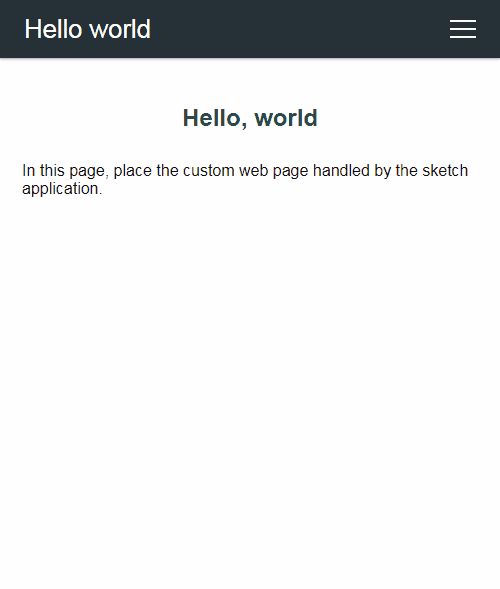 Hello world
Hello, world
In this page, place the custom web page handled by the sketch
application.